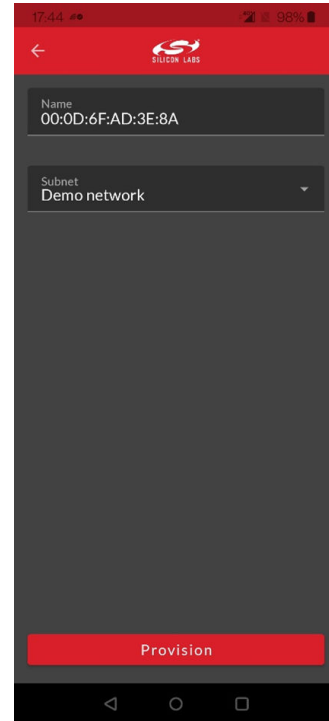 17:44
98%
SILICON LABS
Name
00:0D:6F:AD:3E:8A
Subnet
Demo network
Provision